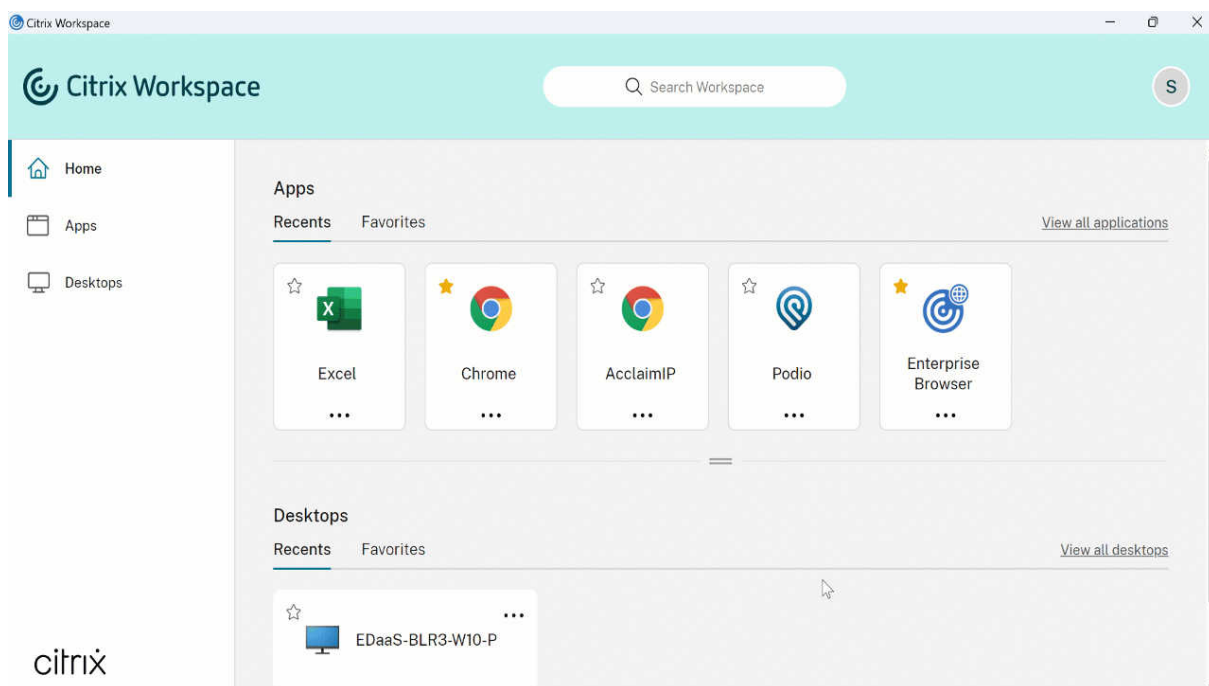 Citrix Workspace
Citrix Workspace
Search Workspace
S
Home
Apps
Desktops
Apps
Recents Favorites View all applications
X
Excel
Chrome
AcclaimIP
Podio
Enterprise
Browser
Desktops
Recents Favorites View all desktops
EDaaS-BLR3-W10-P
citrix